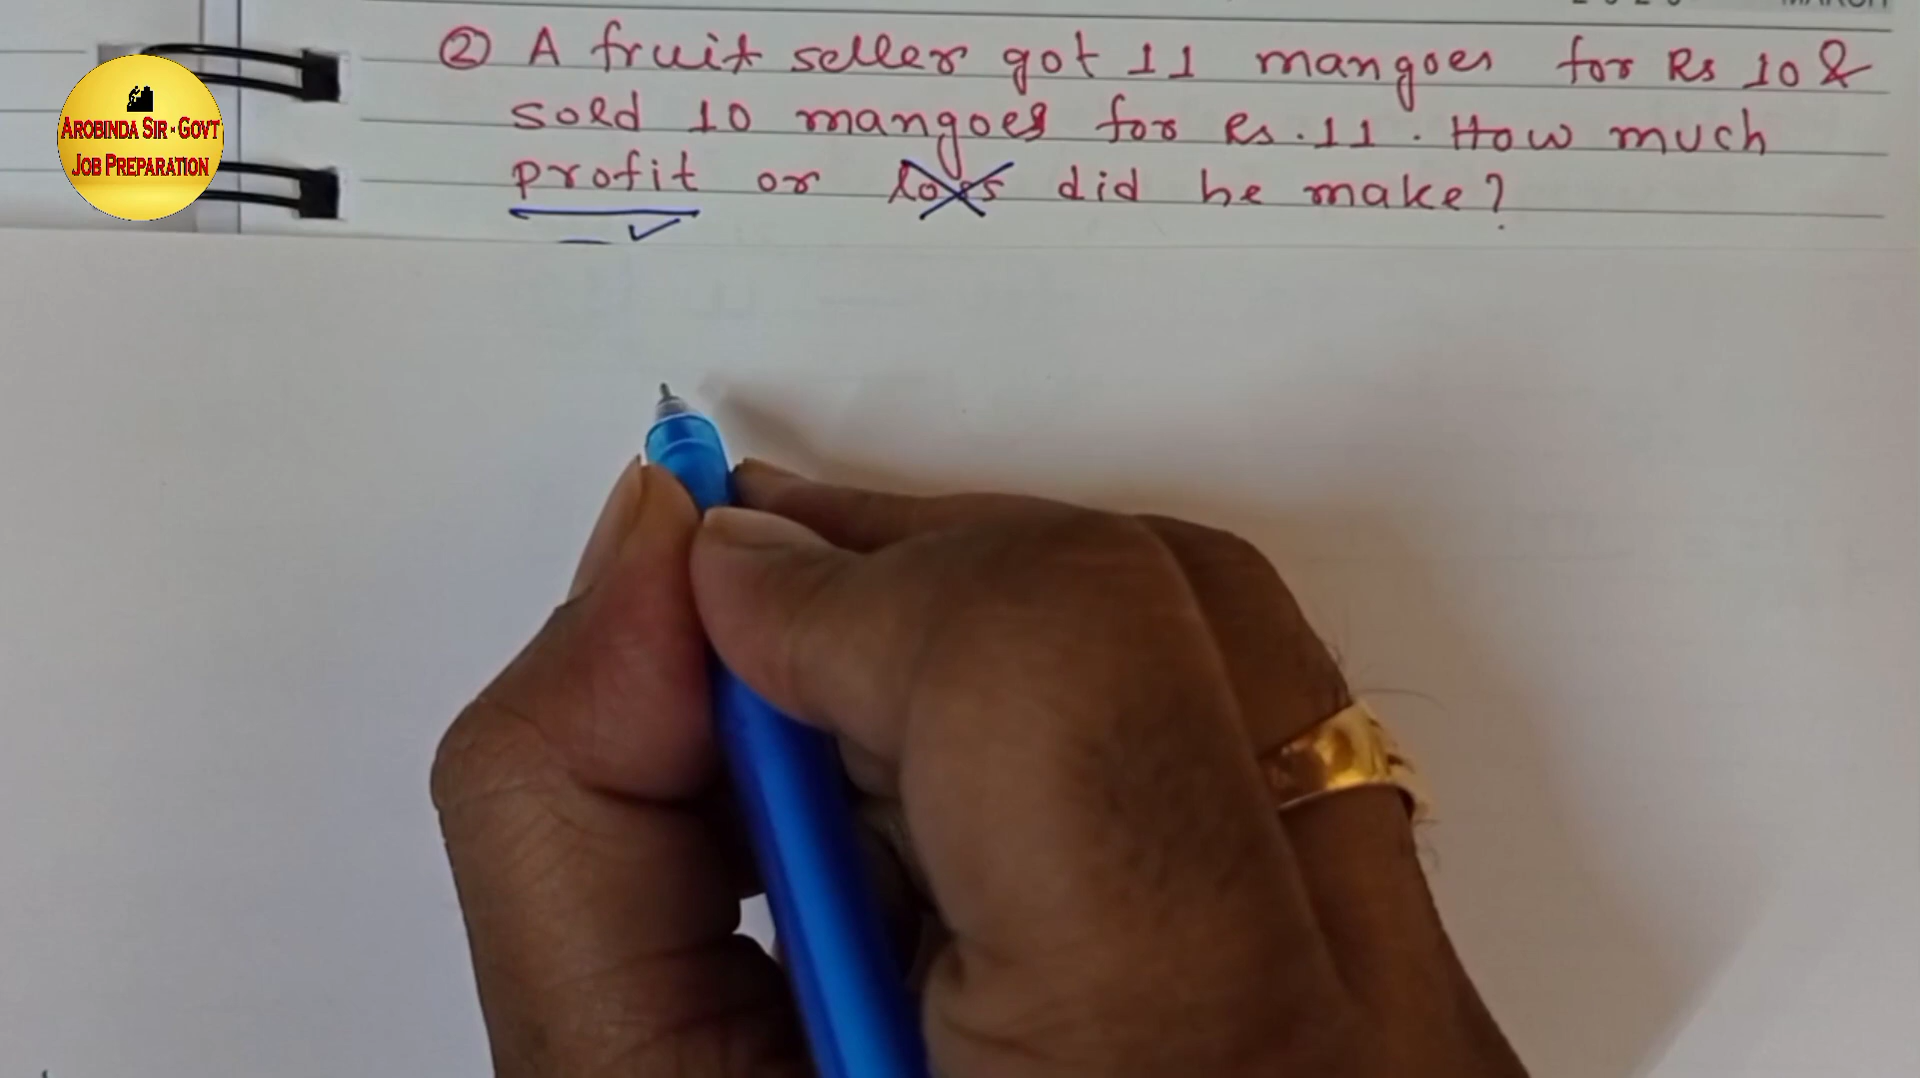 ② A fruit seller got 11 mangoes for Rs 10 &
sold 10 mangoes for Rs. 11. How much
profit or loss did he make?
AROBINDA SIR - GOVT
JOB PREPARATION